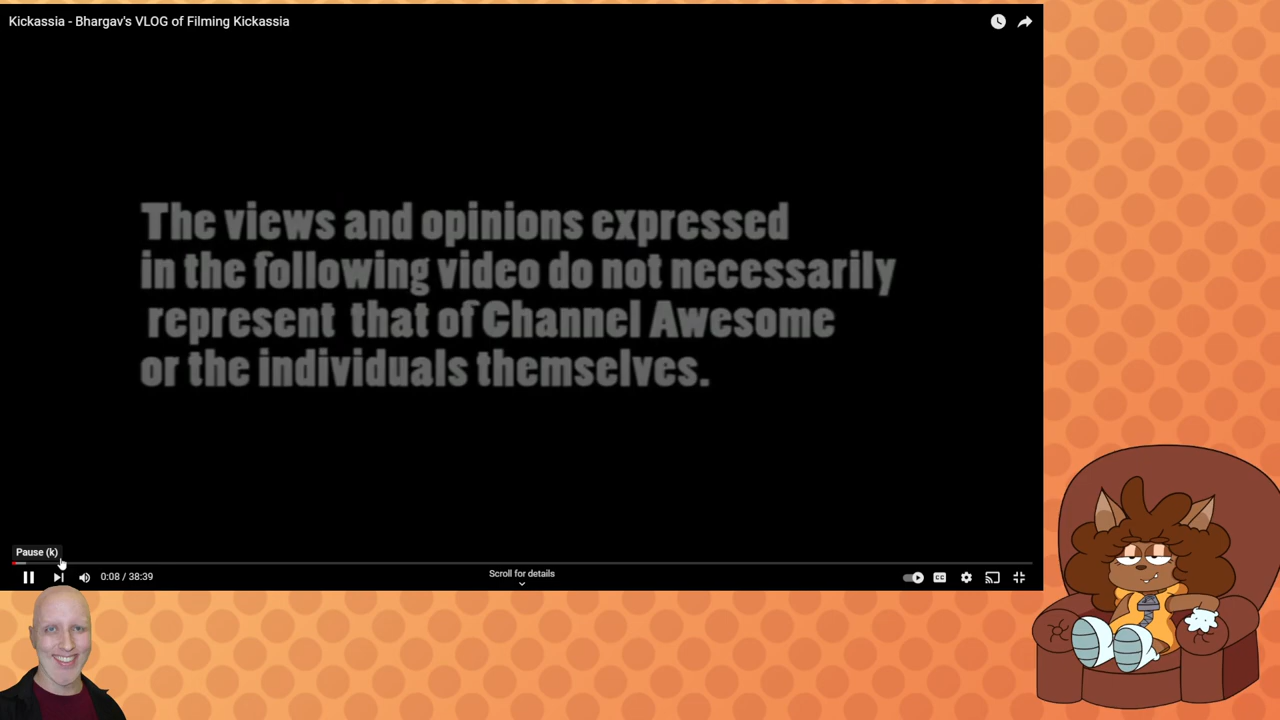 Kickassia - Bhargav's VLOG of Filming Kickassia
The views and opinions expressed
in the following video do not necessarily
represent that of Channel Awesome
or the individuals themselves.
Pause (k)
0:08 / 38:39
Scroll for details
CC